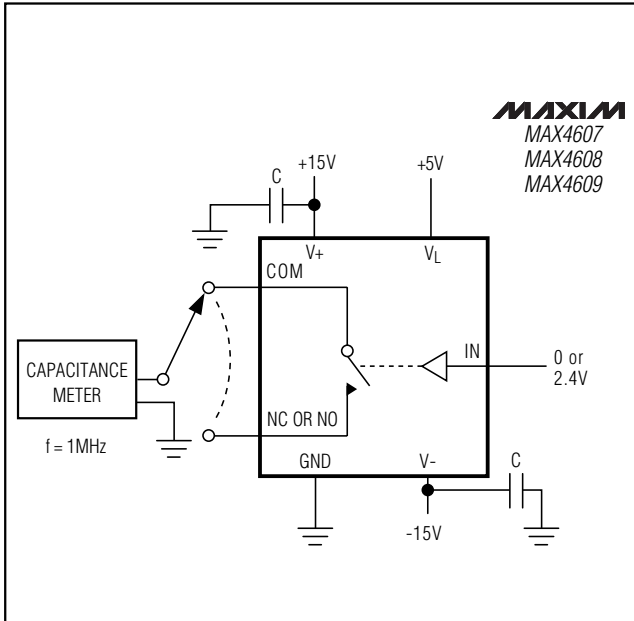 MAXIM
MAX4607
MAX4608
MAX4609
+15V
+5V
C
V+
VL
COM
IN
0 or
2.4V
CAPACITANCE
METER
NC OR NO
f = 1MHz
GND
V-
C
-15V